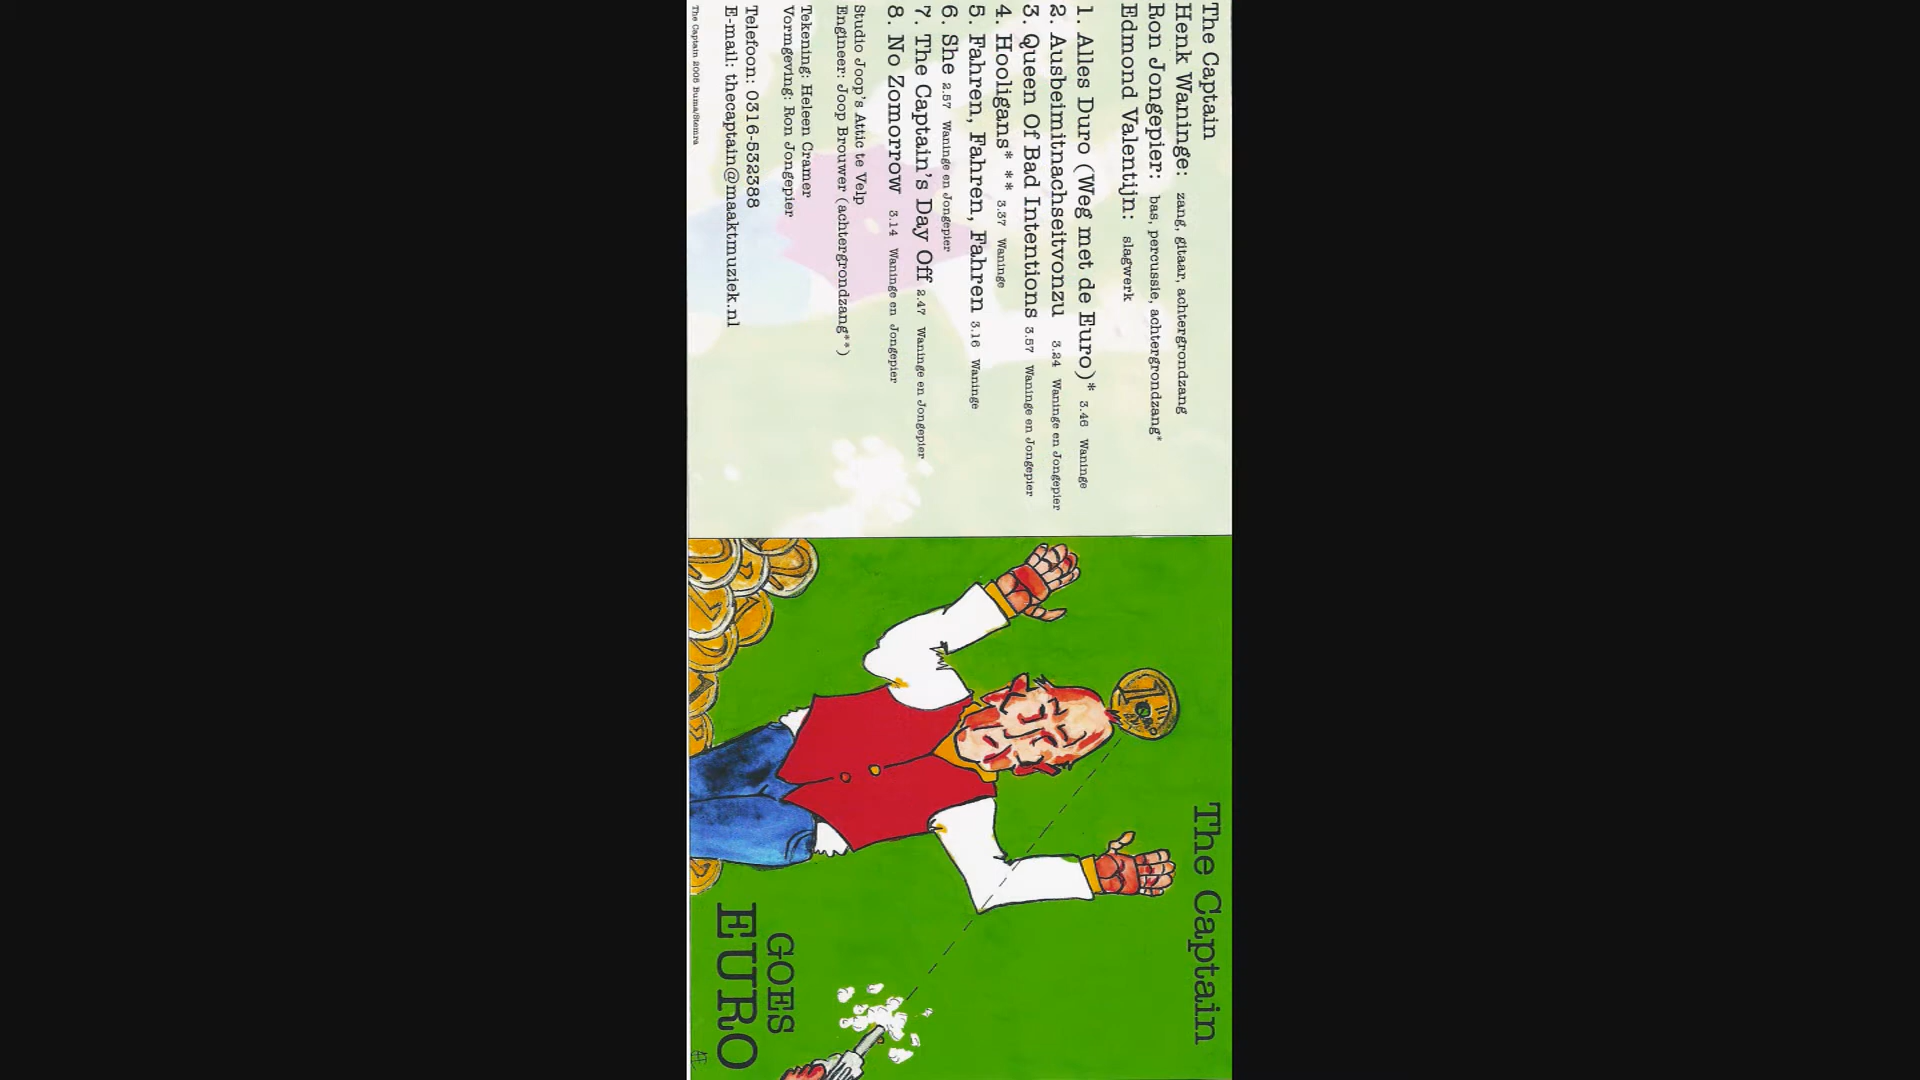 The Captain
Henk Waninge: zang, gitaar, achtergrondzang
Ron Jongepier: bas, percussie, achtergrondzang*
Edmond Valentijn: slagwerk
1. Alles Duro (Weg met de Euro)* 3.46 Waninge
2. Ausbeimitnachseitvonzu 3.24 Waninge en Jongepier
3. Queen Of Bad Intentions 3.57 Waninge en Jongepier
4. Hooligans* ** 3.37 Waninge
5. Fahren, Fahren, Fahren 3.16 Waninge
6. She 2.57 Waninge en Jongepier
7. The Captain's Day Off 2.47 Waninge en Jongepier
8. No Zomorrow 3.14 Waninge en Jongepier
Studio Joop's Attic te Velp
Engineer: Joop Brouwer (achtergrondzang**)
Tekening: Heleen Cramer
Vormgeving: Ron Jongepier
Telefoon: 0316-532388
E-mail: thecaptain@maaktmuziek.nl
The Captain 2005 Buma/Stemra
The Captain
GOES
EURO